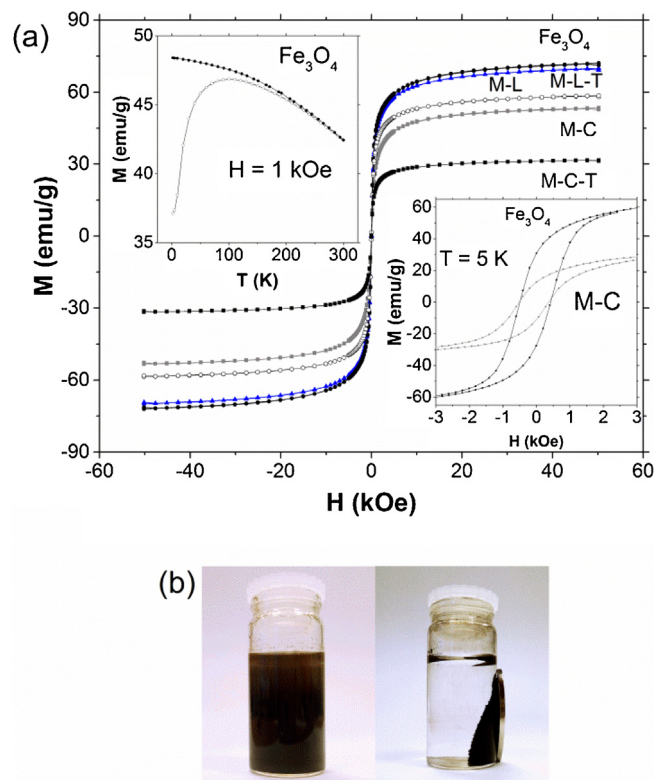 (a)
M (emu/g)
90
60
30
0
-30
-60
-90
-60 -40 -20 0 20 40 60
H (kOe)
Fe3O4
M-L M-L-T
M-C
M-C-T
50
45
40
35
M (emu/g)
Fe3O4
H = 1 kOe
0 100 200 300
T (K)
60
40
20
0
-20
-40
-60
M (emu/g)
Fe3O4
T = 5 K
M-C
-3 -2 -1 0 1 2 3
H (kOe)
(b)